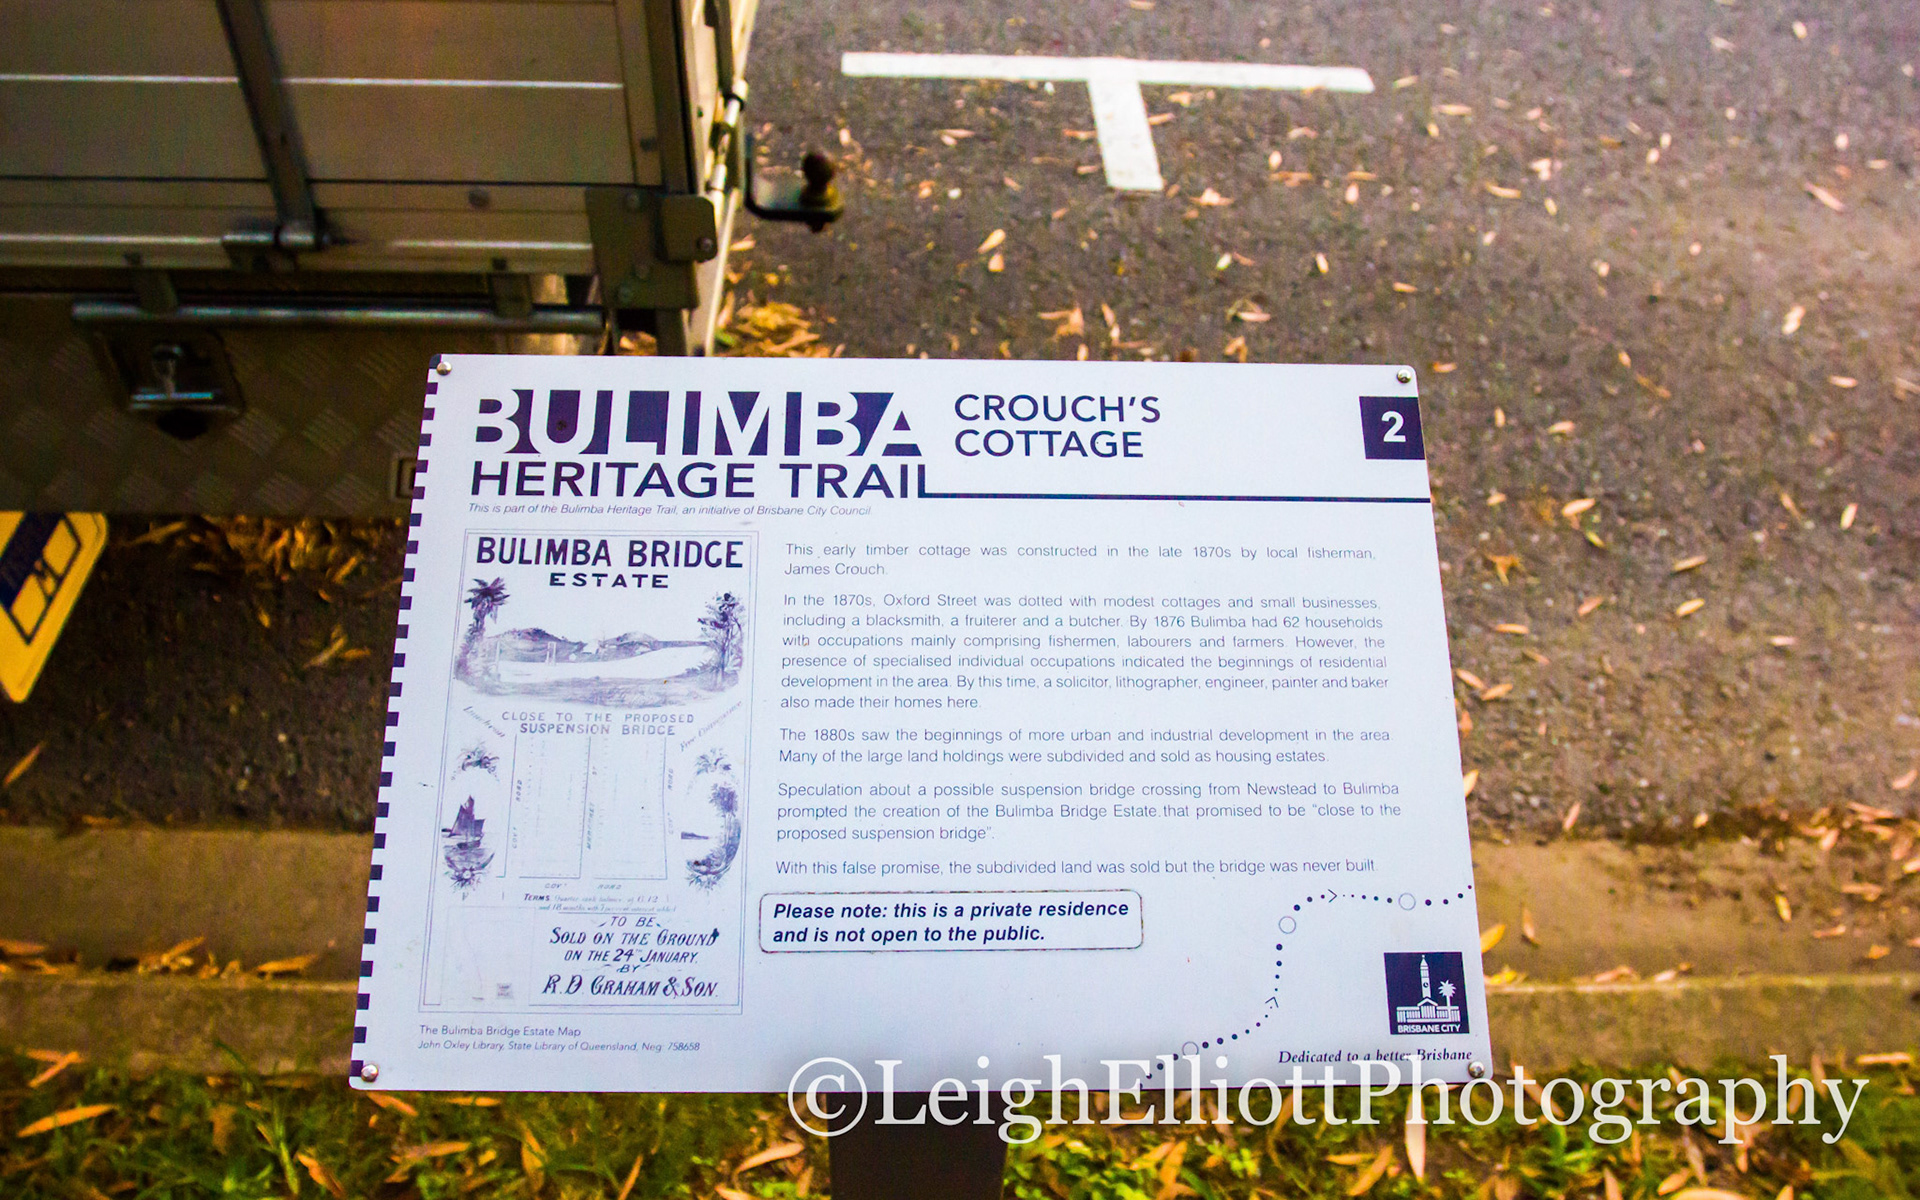 BULIMBA
HERITAGE TRAIL
CROUCH'S
COTTAGE
2
This is part of the Bulimba Heritage Trail, an initiative of Brisbane City Council.
BULIMBA BRIDGE
ESTATE
CLOSE TO THE PROPOSED
SUSPENSION BRIDGE
GOVT ROAD
TO BE
SOLD ON THE GROUND
ON THE 24TH JANUARY.
BY
R.D. GRAHAM & SON.
The Bulimba Bridge Estate Map
John Oxley Library, State Library of Queensland, Neg: 758658
This early timber cottage was constructed in the late 1870s by local fisherman,
James Crouch.
In the 1870s, Oxford Street was dotted with modest cottages and small businesses,
including a blacksmith, a fruiterer and a butcher. By 1876 Bulimba had 62 households
with occupations mainly comprising fishermen, labourers and farmers. However, the
presence of specialised individual occupations indicated the beginnings of residential
development in the area. By this time, a solicitor, lithographer, engineer, painter and baker
also made their homes here.
The 1880s saw the beginnings of more urban and industrial development in the area.
Many of the large land holdings were subdivided and sold as housing estates.
Speculation about a possible suspension bridge crossing from Newstead to Bulimba
prompted the creation of the Bulimba Bridge Estate that promised to be "close to the
proposed suspension bridge".
With this false promise, the subdivided land was sold but the bridge was never built.
Please note: this is a private residence
and is not open to the public.
BRISBANE CITY
Dedicated to a better Brisbane
©LeighElliottPhotography